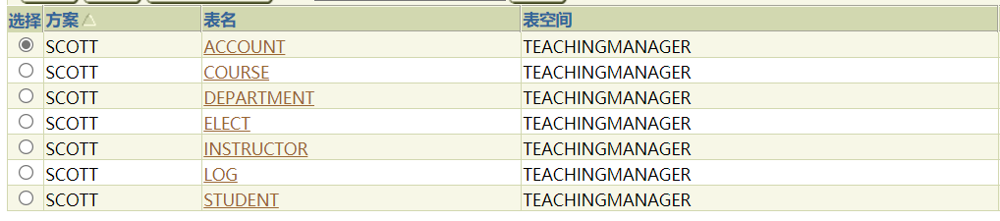 选择 方案 表名 表空间
SCOTT ACCOUNT TEACHINGMANAGER
SCOTT COURSE TEACHINGMANAGER
SCOTT DEPARTMENT TEACHINGMANAGER
SCOTT ELECT TEACHINGMANAGER
SCOTT INSTRUCTOR TEACHINGMANAGER
SCOTT LOG TEACHINGMANAGER
SCOTT STUDENT TEACHINGMANAGER